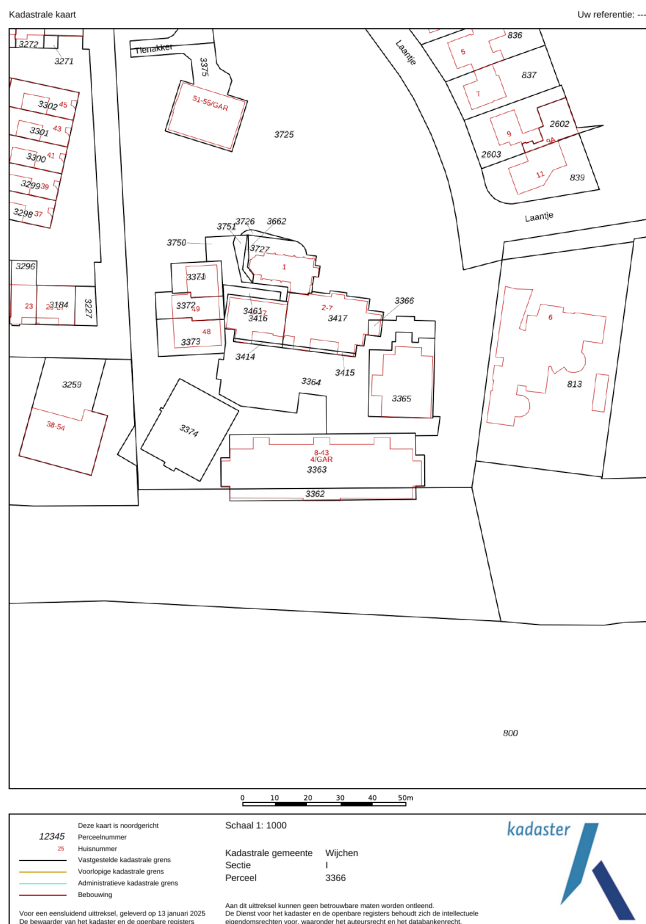 Kadastrale kaart
Uw referentie: ---
3272
3271
Tienakker
3375
51-55/GAR
3725
Laantje
836
5
837
7
9
2602
9A
2603
11
839
Laantje
3302 45
3301 43
3300 41
3299 39
3298 37
3751
3726
3662
3750
3727
1
3296
3371
3184
23
3227
3372
49
48
3373
3461
3416
2-7
3417
3366
3414
3415
3364
3365
6
813
3259
38-54
3374
8-43
4/GAR
3363
3362
800
0 10 20 30 40 50m
Deze kaart is noordgericht
12345 Perceelnummer
25 Huisnummer
Vastgestelde kadastrale grens
Voorlopige kadastrale grens
Administratieve kadastrale grens
Bebouwing
Voor een eensluidend uittreksel, geleverd op 13 januari 2025
De bewaarder van het kadaster en de openbare registers
Schaal 1: 1000
Kadastrale gemeente Wijchen
Sectie I
Perceel 3366
Aan dit uittreksel kunnen geen betrouwbare maten worden ontleend.
De Dienst voor het kadaster en de openbare registers behoudt zich de intellectuele
eigendomsrechten voor, waaronder het auteursrecht en het databankenrecht.
kadaster